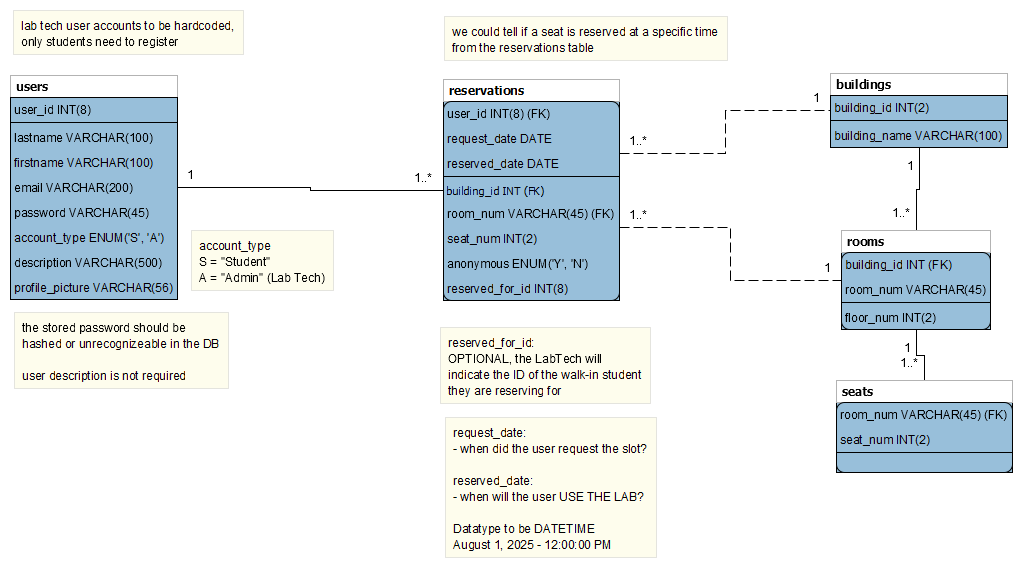 lab tech user accounts to be hardcoded,
only students need to register
we could tell if a seat is reserved at a specific time
from the reservations table
users
user_id INT(8)
lastname VARCHAR(100)
firstname VARCHAR(100)
email VARCHAR(200)
password VARCHAR(45)
account_type ENUM('S', 'A')
description VARCHAR(500)
profile_picture VARCHAR(56)
1
1..*
account_type
S = "Student"
A = "Admin" (Lab Tech)
the stored password should be
hashed or unrecognizeable in the DB
user description is not required
reservations
user_id INT(8) (FK)
request_date DATE
reserved_date DATE
building_id INT (FK)
room_num VARCHAR(45) (FK)
seat_num INT(2)
anonymous ENUM('Y', 'N')
reserved_for_id INT(8)
1..*
1
1..*
1
reserved_for_id:
OPTIONAL, the LabTech will
indicate the ID of the walk-in student
they are reserving for
request_date:
- when did the user request the slot?
reserved_date:
- when will the user USE THE LAB?
Datatype to be DATETIME
August 1, 2025 - 12:00:00 PM
buildings
building_id INT(2)
building_name VARCHAR(100)
1
1..*
rooms
building_id INT (FK)
room_num VARCHAR(45)
floor_num INT(2)
1
1..*
seats
room_num VARCHAR(45) (FK)
seat_num INT(2)